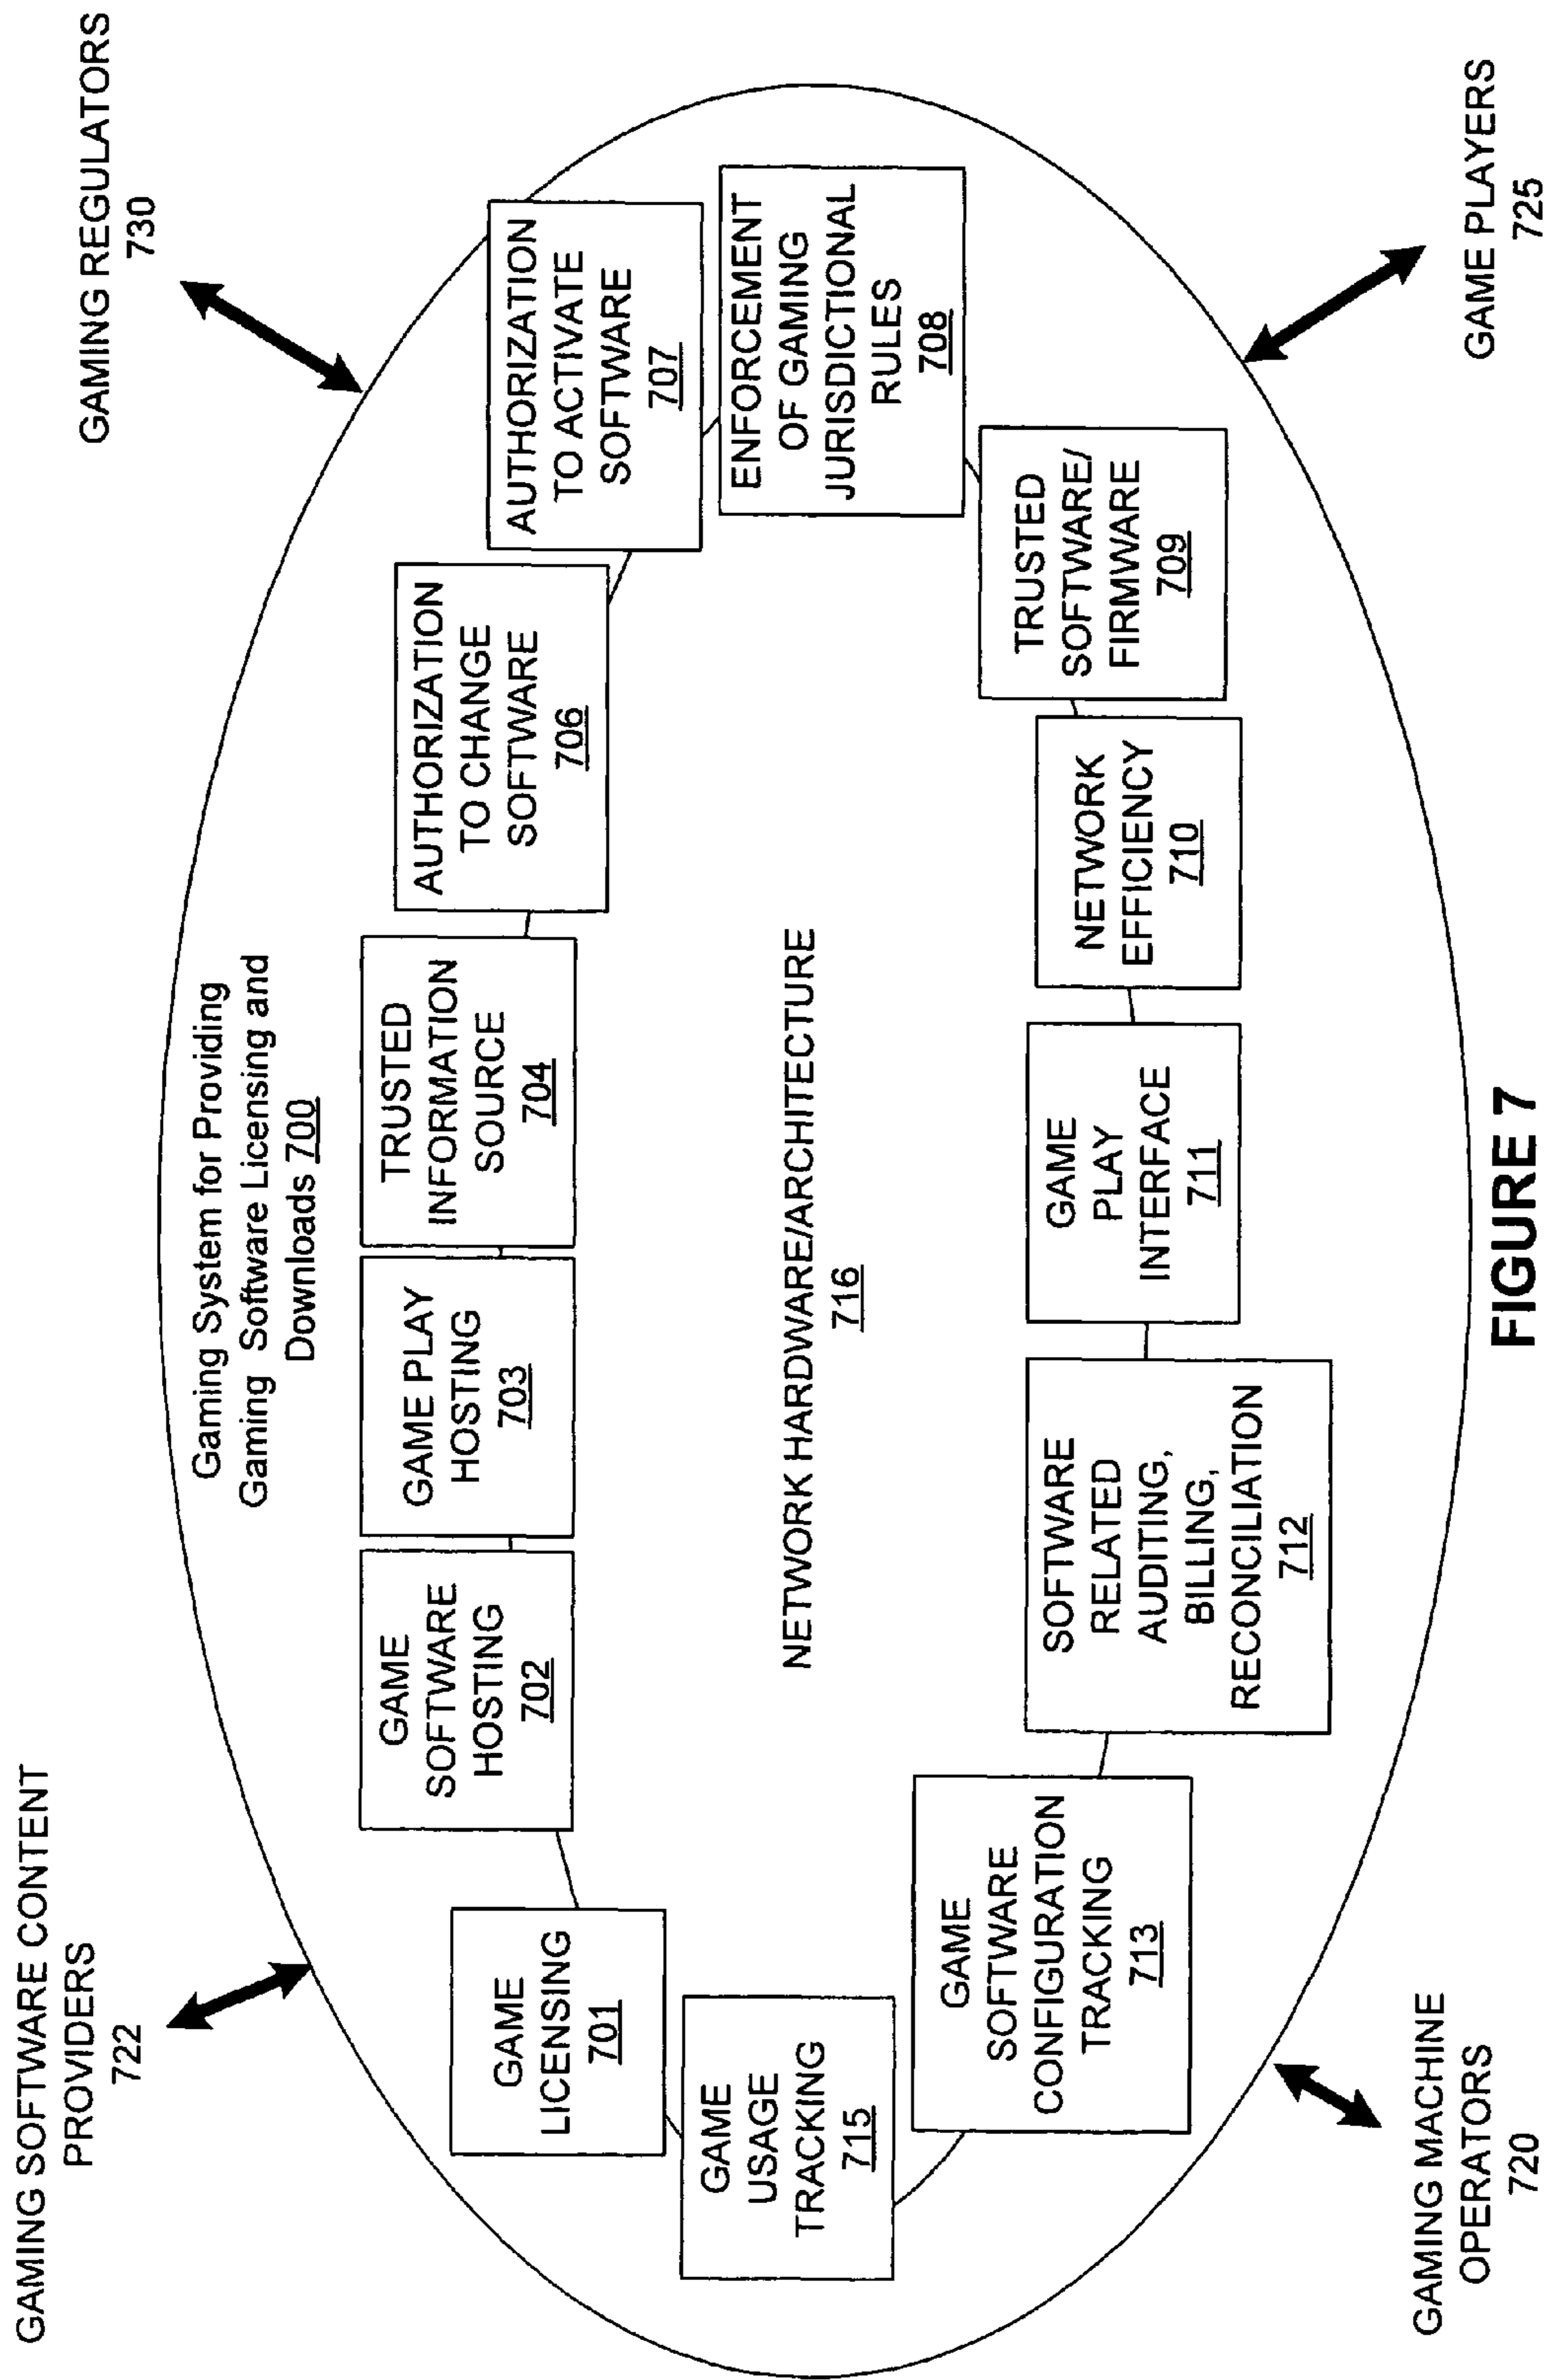 GAMING SOFTWARE CONTENT
PROVIDERS
722
GAMING REGULATORS
730
Gaming System for Providing
Gaming Software Licensing and
Downloads 700
GAME
LICENSING
701
GAME
SOFTWARE
HOSTING
702
GAME PLAY
HOSTING
703
TRUSTED
INFORMATION
SOURCE
704
AUTHORIZATION
TO CHANGE
SOFTWARE
706
AUTHORIZATION
TO ACTIVATE
SOFTWARE
707
ENFORCEMENT
OF GAMING
JURISDICTIONAL
RULES
708
TRUSTED
SOFTWARE/
FIRMWARE
709
NETWORK
EFFICIENCY
710
GAME
PLAY
INTERFACE
711
SOFTWARE
RELATED
AUDITING,
BILLING,
RECONCILIATION
712
GAME
SOFTWARE
CONFIGURATION
TRACKING
713
GAME
USAGE
TRACKING
715
NETWORK HARDWARE/ARCHITECTURE
716
GAMING MACHINE
OPERATORS
720
GAME PLAYERS
725
FIGURE 7